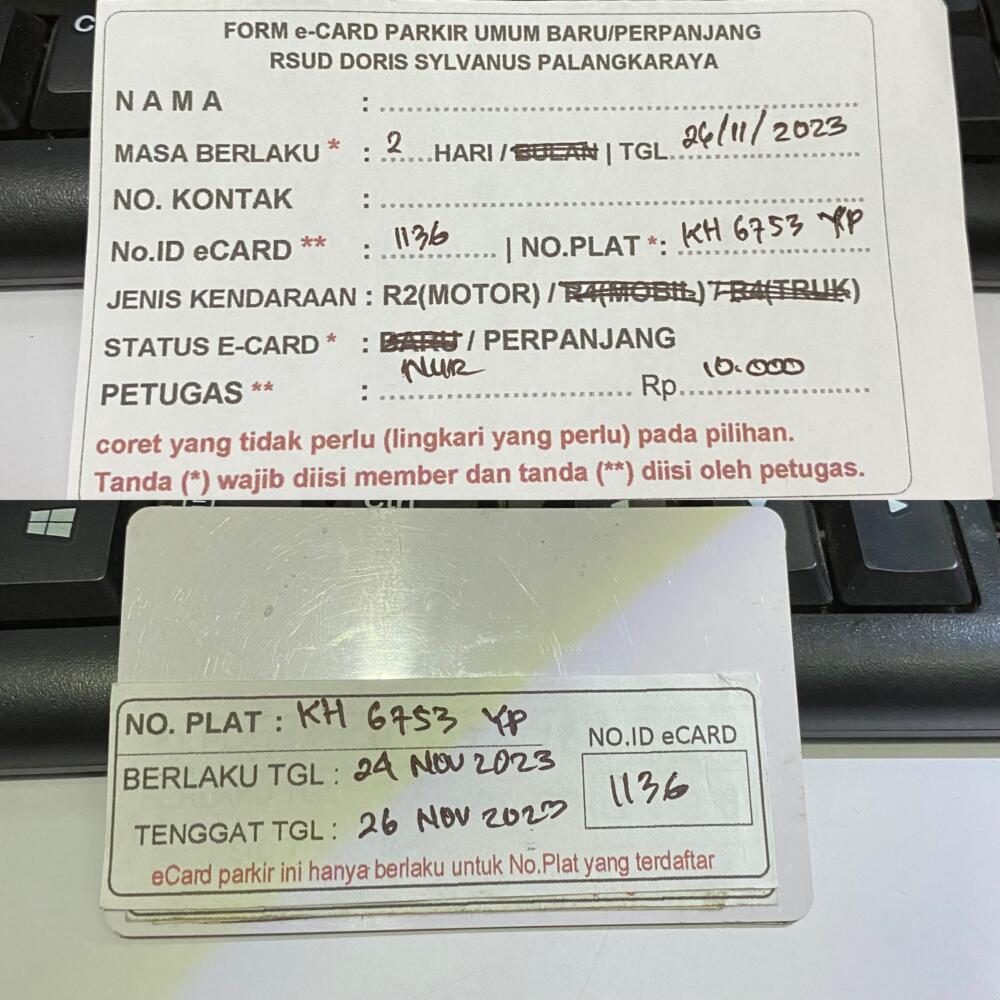 FORM e-CARD PARKIR UMUM BARU/PERPANJANG
RSUD DORIS SYLVANUS PALANGKARAYA
NAMA :
MASA BERLAKU * : 2 HARI / BULAN | TGL 26/11/2023
NO. KONTAK :
No.ID eCARD ** : 1136 | NO.PLAT *: KH 6753 YP
JENIS KENDARAAN : R2(MOTOR) / R4(MOBIL) / R4(TRUK)
STATUS E-CARD * : BARU / PERPANJANG
PETUGAS ** : NUR Rp 10.000
coret yang tidak perlu (lingkari yang perlu) pada pilihan.
Tanda (*) wajib diisi member dan tanda (**) diisi oleh petugas.
NO. PLAT : KH 6753 YP
NO.ID eCARD
BERLAKU TGL : 24 NOV 2023
1136
TENGGAT TGL : 26 NOV 2023
eCard parkir ini hanya berlaku untuk No.Plat yang terdaftar